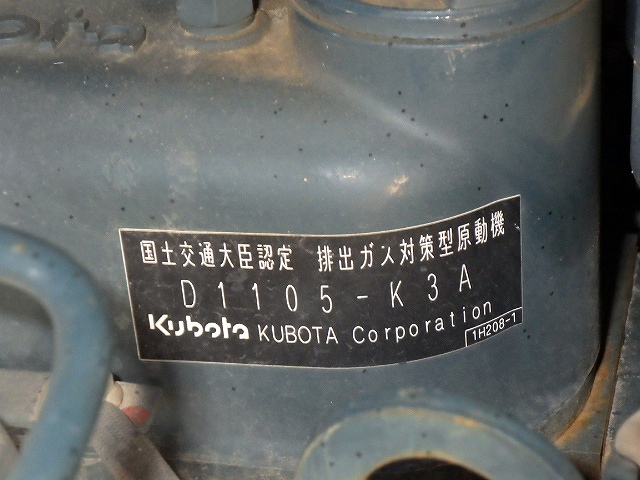 国土交通大臣認定 排出ガス対策型原動機
D1105-K3A
Kubota KUBOTA Corporation
1H208-1